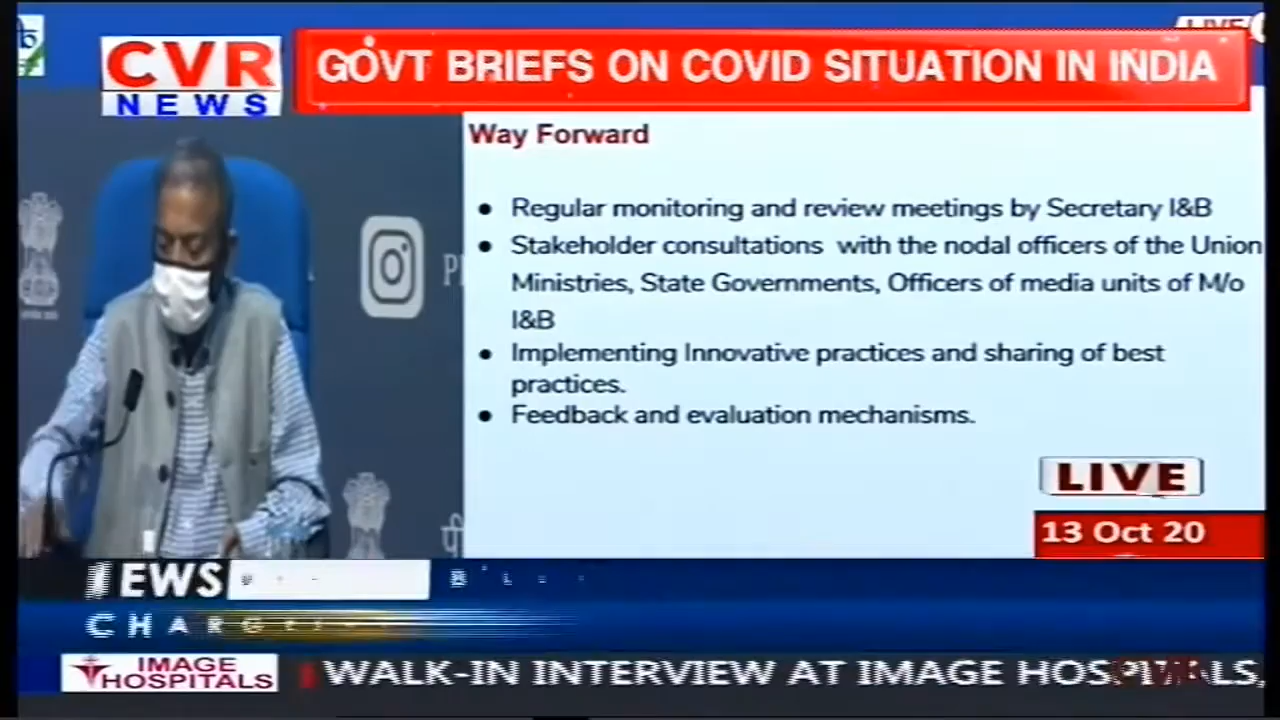 LIVE
CVR
NEWS
GOVT BRIEFS ON COVID SITUATION IN INDIA
Way Forward
● Regular monitoring and review meetings by Secretary I&B
● Stakeholder consultations with the nodal officers of the Union
Ministries, State Governments, Officers of media units of M/o
I&B
● Implementing Innovative practices and sharing of best
practices.
● Feedback and evaluation mechanisms.
LIVE
13 Oct 20
पी
NEWS
IMAGE
HOSPITALS
WALK-IN INTERVIEW AT IMAGE HOSPITALS,